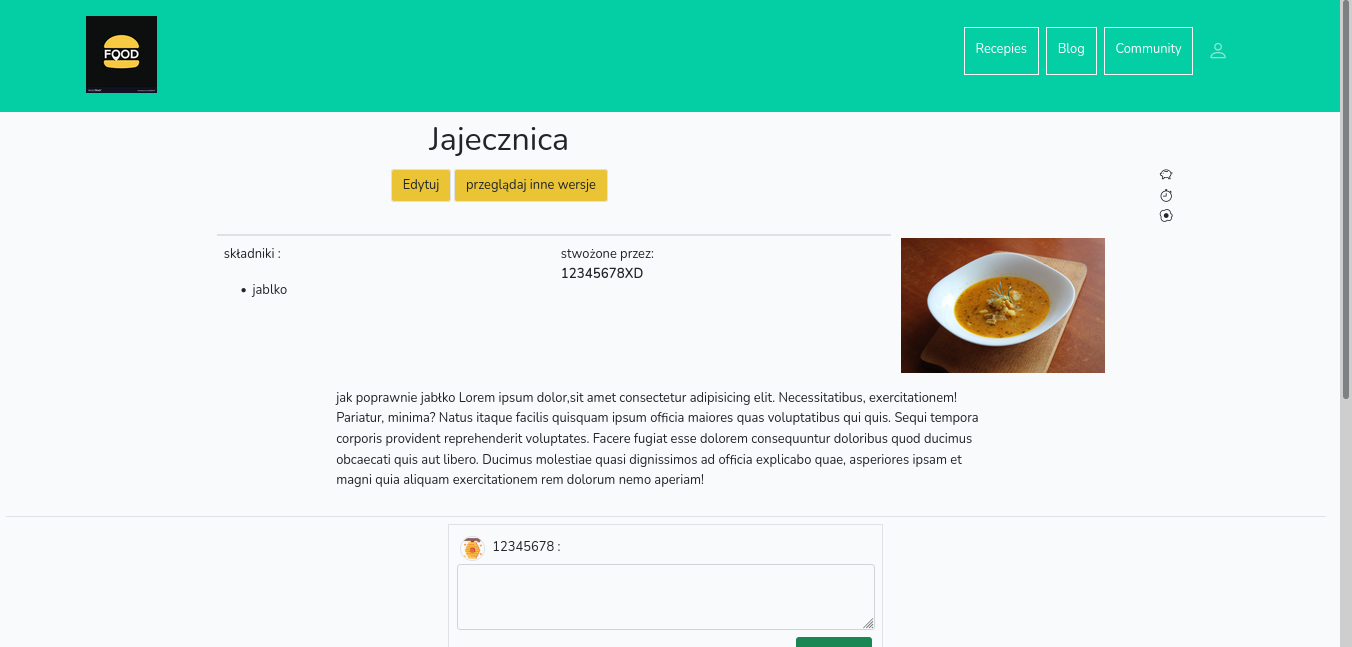 FOOD
Recepies
Blog
Community
Jajecznica
Edytuj
przeglądaj inne wersje
składniki :
stwożone przez:
12345678XD
• jablko
jak poprawnie jabłko Lorem ipsum dolor,sit amet consectetur adipisicing elit. Necessitatibus, exercitationem!
Pariatur, minima? Natus itaque facilis quisquam ipsum officia maiores quas voluptatibus qui quis. Sequi tempora
corporis provident reprehenderit voluptates. Facere fugiat esse dolorem consequuntur doloribus quod ducimus
obcaecati quis aut libero. Ducimus molestiae quasi dignissimos ad officia explicabo quae, asperiores ipsam et
magni quia aliquam exercitationem rem dolorum nemo aperiam!
12345678 :